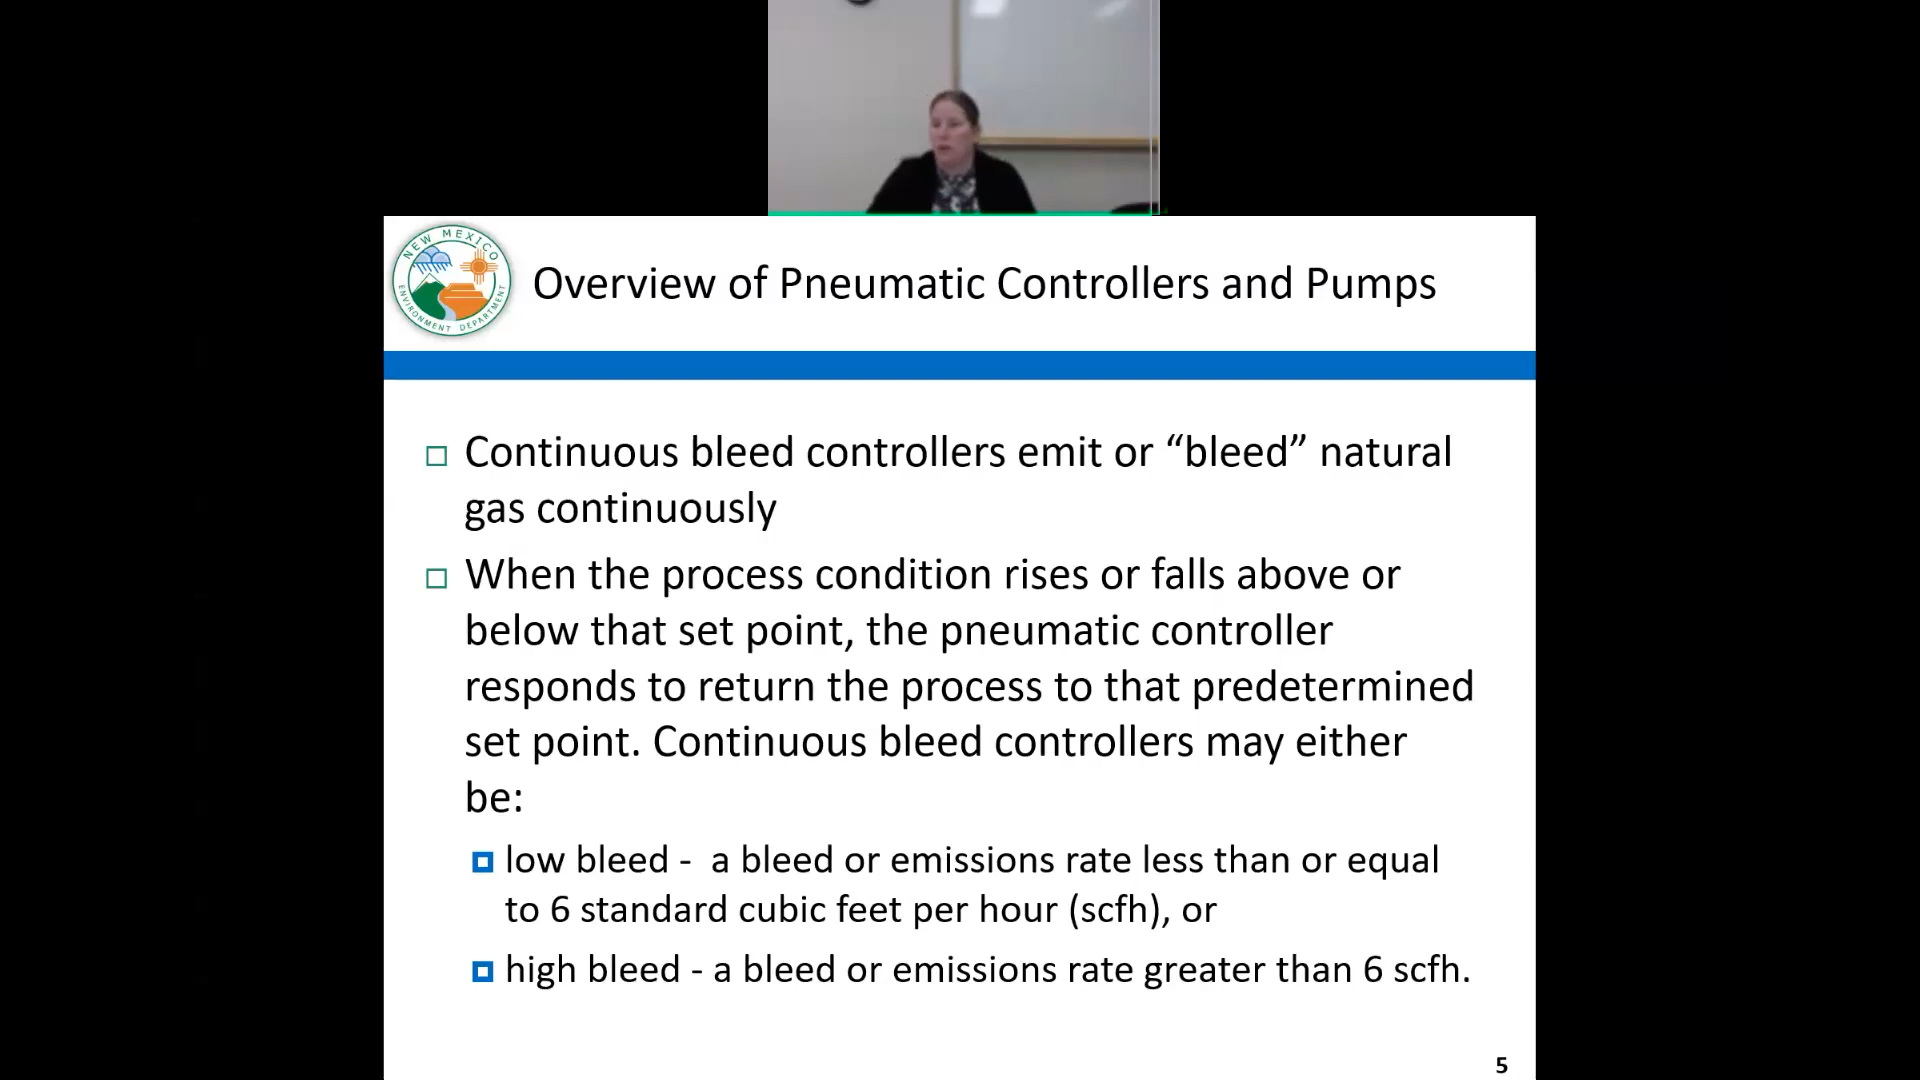 NEW MEXICO
ENVIRONMENT DEPARTMENT
Overview of Pneumatic Controllers and Pumps
Continuous bleed controllers emit or “bleed” natural
gas continuously
When the process condition rises or falls above or
below that set point, the pneumatic controller
responds to return the process to that predetermined
set point. Continuous bleed controllers may either
be:
low bleed -  a bleed or emissions rate less than or equal
to 6 standard cubic feet per hour (scfh), or
high bleed - a bleed or emissions rate greater than 6 scfh.
5